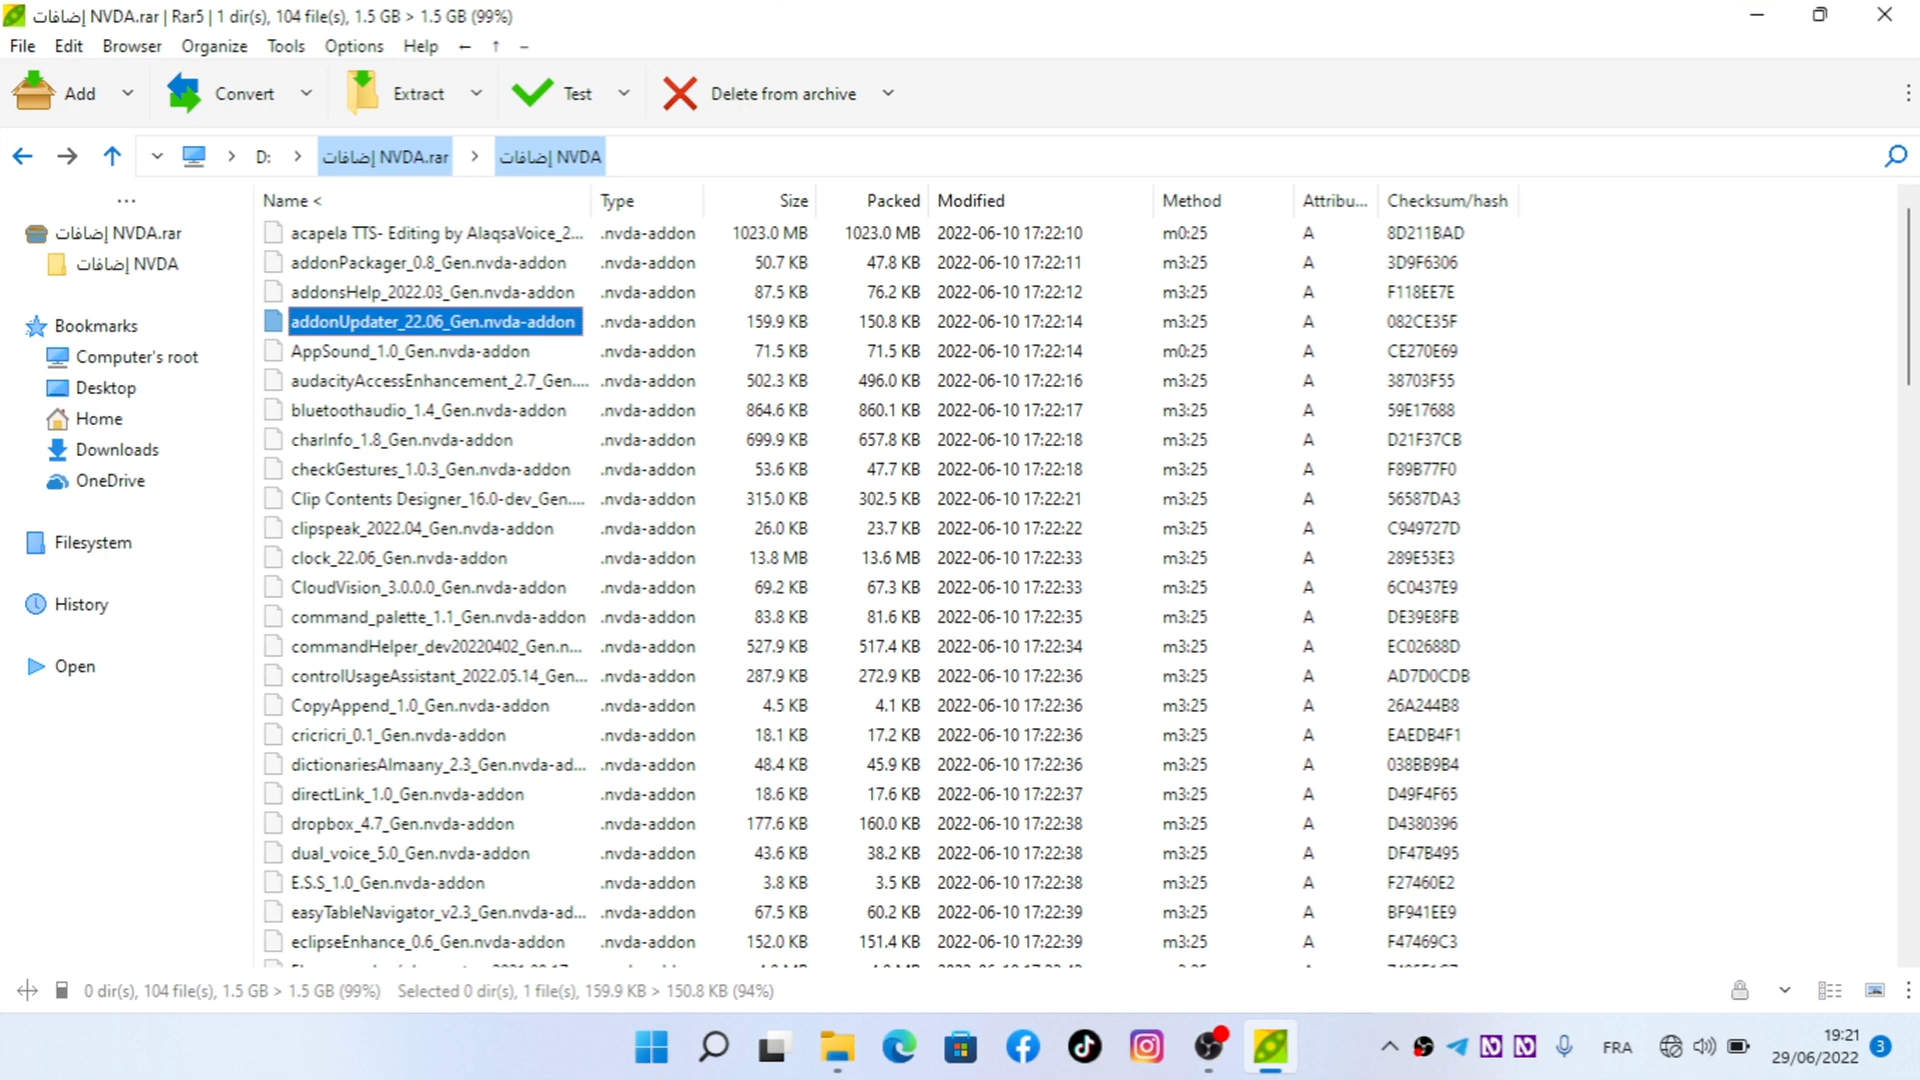 إضافات NVDA.rar | Rar5 | 1 dir(s), 104 file(s), 1.5 GB > 1.5 GB (99%)
File Edit Browser Organize Tools Options Help
Add Convert Extract Test Delete from archive
D: إضافات NVDA.rar إضافات NVDA
Name < Type Size Packed Modified Method Attribu... Checksum/hash
إضافات NVDA.rar
إضافات NVDA
Bookmarks
Computer's root
Desktop
Home
Downloads
OneDrive
Filesystem
History
Open
acapela TTS- Editing by AlaqsaVoice_2... .nvda-addon 1023.0 MB 1023.0 MB 2022-06-10 17:22:10 m0:25 A 8D211BAD
addonPackager_0.8_Gen.nvda-addon .nvda-addon 50.7 KB 47.8 KB 2022-06-10 17:22:11 m3:25 A 3D9F6306
addonsHelp_2022.03_Gen.nvda-addon .nvda-addon 87.5 KB 76.2 KB 2022-06-10 17:22:12 m3:25 A F118EE7E
addonUpdater_22.06_Gen.nvda-addon .nvda-addon 159.9 KB 150.8 KB 2022-06-10 17:22:14 m3:25 A 082CE35F
AppSound_1.0_Gen.nvda-addon .nvda-addon 71.5 KB 71.5 KB 2022-06-10 17:22:14 m0:25 A CE270E69
audacityAccessEnhancement_2.7_Gen.... .nvda-addon 502.3 KB 496.0 KB 2022-06-10 17:22:16 m3:25 A 38703F55
bluetoothaudio_1.4_Gen.nvda-addon .nvda-addon 864.6 KB 860.1 KB 2022-06-10 17:22:17 m3:25 A 59E17688
charInfo_1.8_Gen.nvda-addon .nvda-addon 699.9 KB 657.8 KB 2022-06-10 17:22:18 m3:25 A D21F37CB
checkGestures_1.0.3_Gen.nvda-addon .nvda-addon 53.6 KB 47.7 KB 2022-06-10 17:22:18 m3:25 A F89B77F0
Clip Contents Designer_16.0-dev_Gen.... .nvda-addon 315.0 KB 302.5 KB 2022-06-10 17:22:21 m3:25 A 56587DA3
clipspeak_2022.04_Gen.nvda-addon .nvda-addon 26.0 KB 23.7 KB 2022-06-10 17:22:22 m3:25 A C949727D
clock_22.06_Gen.nvda-addon .nvda-addon 13.8 MB 13.6 MB 2022-06-10 17:22:33 m3:25 A 289E53E3
CloudVision_3.0.0.0_Gen.nvda-addon .nvda-addon 69.2 KB 67.3 KB 2022-06-10 17:22:33 m3:25 A 6C0437E9
command_palette_1.1_Gen.nvda-addon .nvda-addon 83.8 KB 81.6 KB 2022-06-10 17:22:35 m3:25 A DE39E8FB
commandHelper_dev20220402_Gen.n... .nvda-addon 527.9 KB 517.4 KB 2022-06-10 17:22:34 m3:25 A EC02688D
controlUsageAssistant_2022.05.14_Gen... .nvda-addon 287.9 KB 272.9 KB 2022-06-10 17:22:36 m3:25 A AD7D0CDB
CopyAppend_1.0_Gen.nvda-addon .nvda-addon 4.5 KB 4.1 KB 2022-06-10 17:22:36 m3:25 A 26A244B8
cricricri_0.1_Gen.nvda-addon .nvda-addon 18.1 KB 17.2 KB 2022-06-10 17:22:36 m3:25 A EAEDB4F1
dictionariesAlmaany_2.3_Gen.nvda-ad... .nvda-addon 48.4 KB 45.9 KB 2022-06-10 17:22:36 m3:25 A 038BB9B4
directLink_1.0_Gen.nvda-addon .nvda-addon 18.6 KB 17.6 KB 2022-06-10 17:22:37 m3:25 A D49F4F65
dropbox_4.7_Gen.nvda-addon .nvda-addon 177.6 KB 160.0 KB 2022-06-10 17:22:38 m3:25 A D4380396
dual_voice_5.0_Gen.nvda-addon .nvda-addon 43.6 KB 38.2 KB 2022-06-10 17:22:38 m3:25 A DF47B495
E.S.S_1.0_Gen.nvda-addon .nvda-addon 3.8 KB 3.5 KB 2022-06-10 17:22:38 m3:25 A F27460E2
easyTableNavigator_v2.3_Gen.nvda-ad... .nvda-addon 67.5 KB 60.2 KB 2022-06-10 17:22:39 m3:25 A BF941EE9
eclipseEnhance_0.6_Gen.nvda-addon .nvda-addon 152.0 KB 151.4 KB 2022-06-10 17:22:39 m3:25 A F47469C3
0 dir(s), 104 file(s), 1.5 GB > 1.5 GB (99%) Selected 0 dir(s), 1 file(s), 159.9 KB > 150.8 KB (94%)
FRA
19:21
29/06/2022
3